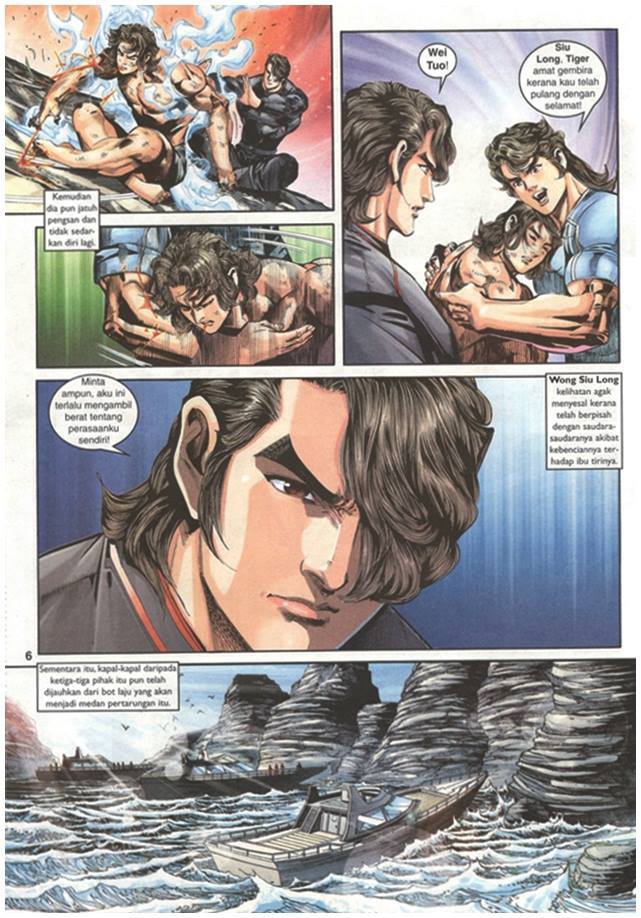 Kemudian
dia pun jatuh
pengsan dan
tidak sedar-
kan diri lagi.
Wei
Tuo!
Siu
Long, Tiger
amat gembira
kerana kau telah
pulang dengan
selamat!
Minta
ampun, aku ini
terlalu mengambil
berat tentang
perasaanku
sendiri!
Wong Siu Long
kelihatan agak
menyesal kerana
telah berpisah
dengan saudara-
saudaranya akibat
kebenciannya ter-
hadap ibu tirinya.
6
Sementara itu, kapal-kapal daripada
ketiga-tiga pihak itu pun telah
dijauhkan dari bot laju yang akan
menjadi medan pertarungan itu.